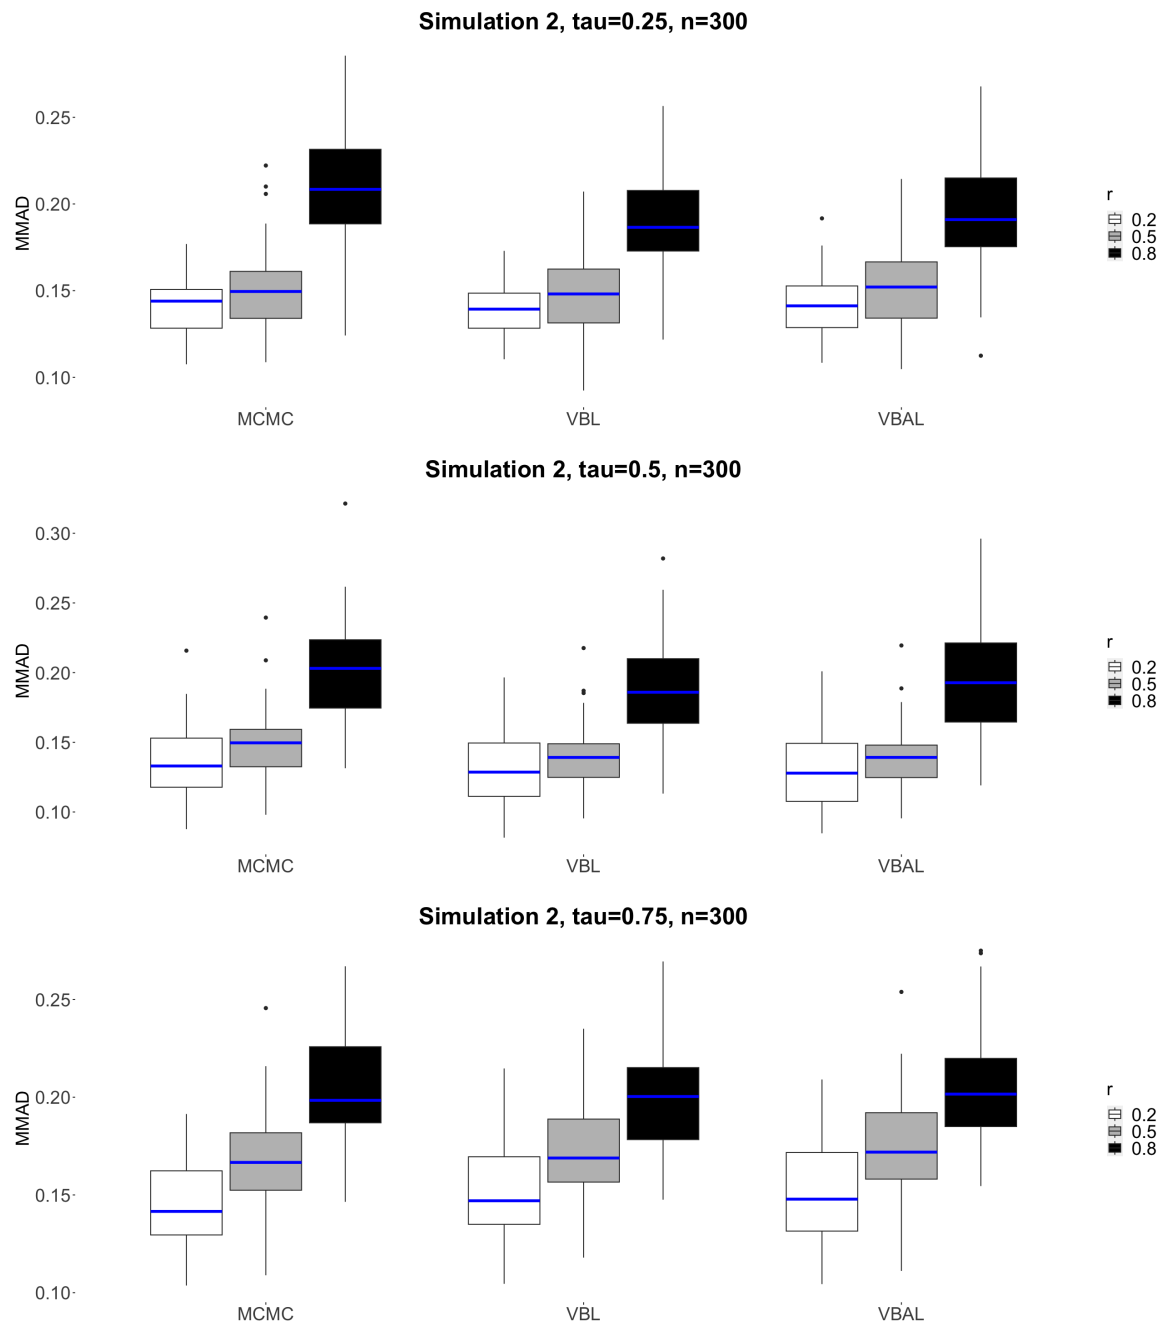 Simulation 2, tau=0.25, n=300
MMAD
0.25
0.20
0.15
0.10
MCMC VBL VBAL
r
0.2
0.5
0.8
Simulation 2, tau=0.5, n=300
MMAD
0.30
0.25
0.20
0.15
0.10
MCMC VBL VBAL
r
0.2
0.5
0.8
Simulation 2, tau=0.75, n=300
MMAD
0.25
0.20
0.15
0.10
MCMC VBL VBAL
r
0.2
0.5
0.8